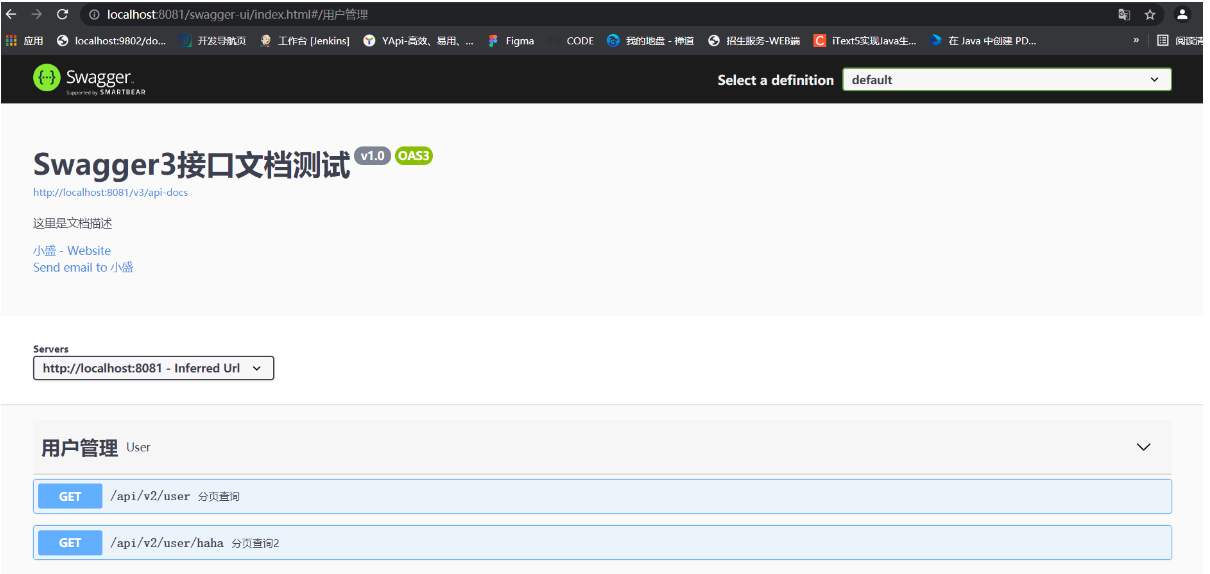 localhost:8081/swagger-ui/index.html#/用户管理
应用 localhost:9802/do... 开发导航页 工作台 [Jenkins] YApi-高效、易用、... Figma CODE 我的地盘 - 禅道 招生服务-WEB端 iText5实现Java生... 在 Java 中创建 PD... » 阅读清
{···} Swagger. Select a definition default
Supported by SMARTBEAR
Swagger3接口文档测试 v1.0 OAS3
http://localhost:8081/v3/api-docs
这里是文档描述
小盛 - Website
Send email to 小盛
Servers
http://localhost:8081 - Inferred Url
用户管理 User
GET /api/v2/user 分页查询
GET /api/v2/user/haha 分页查询2